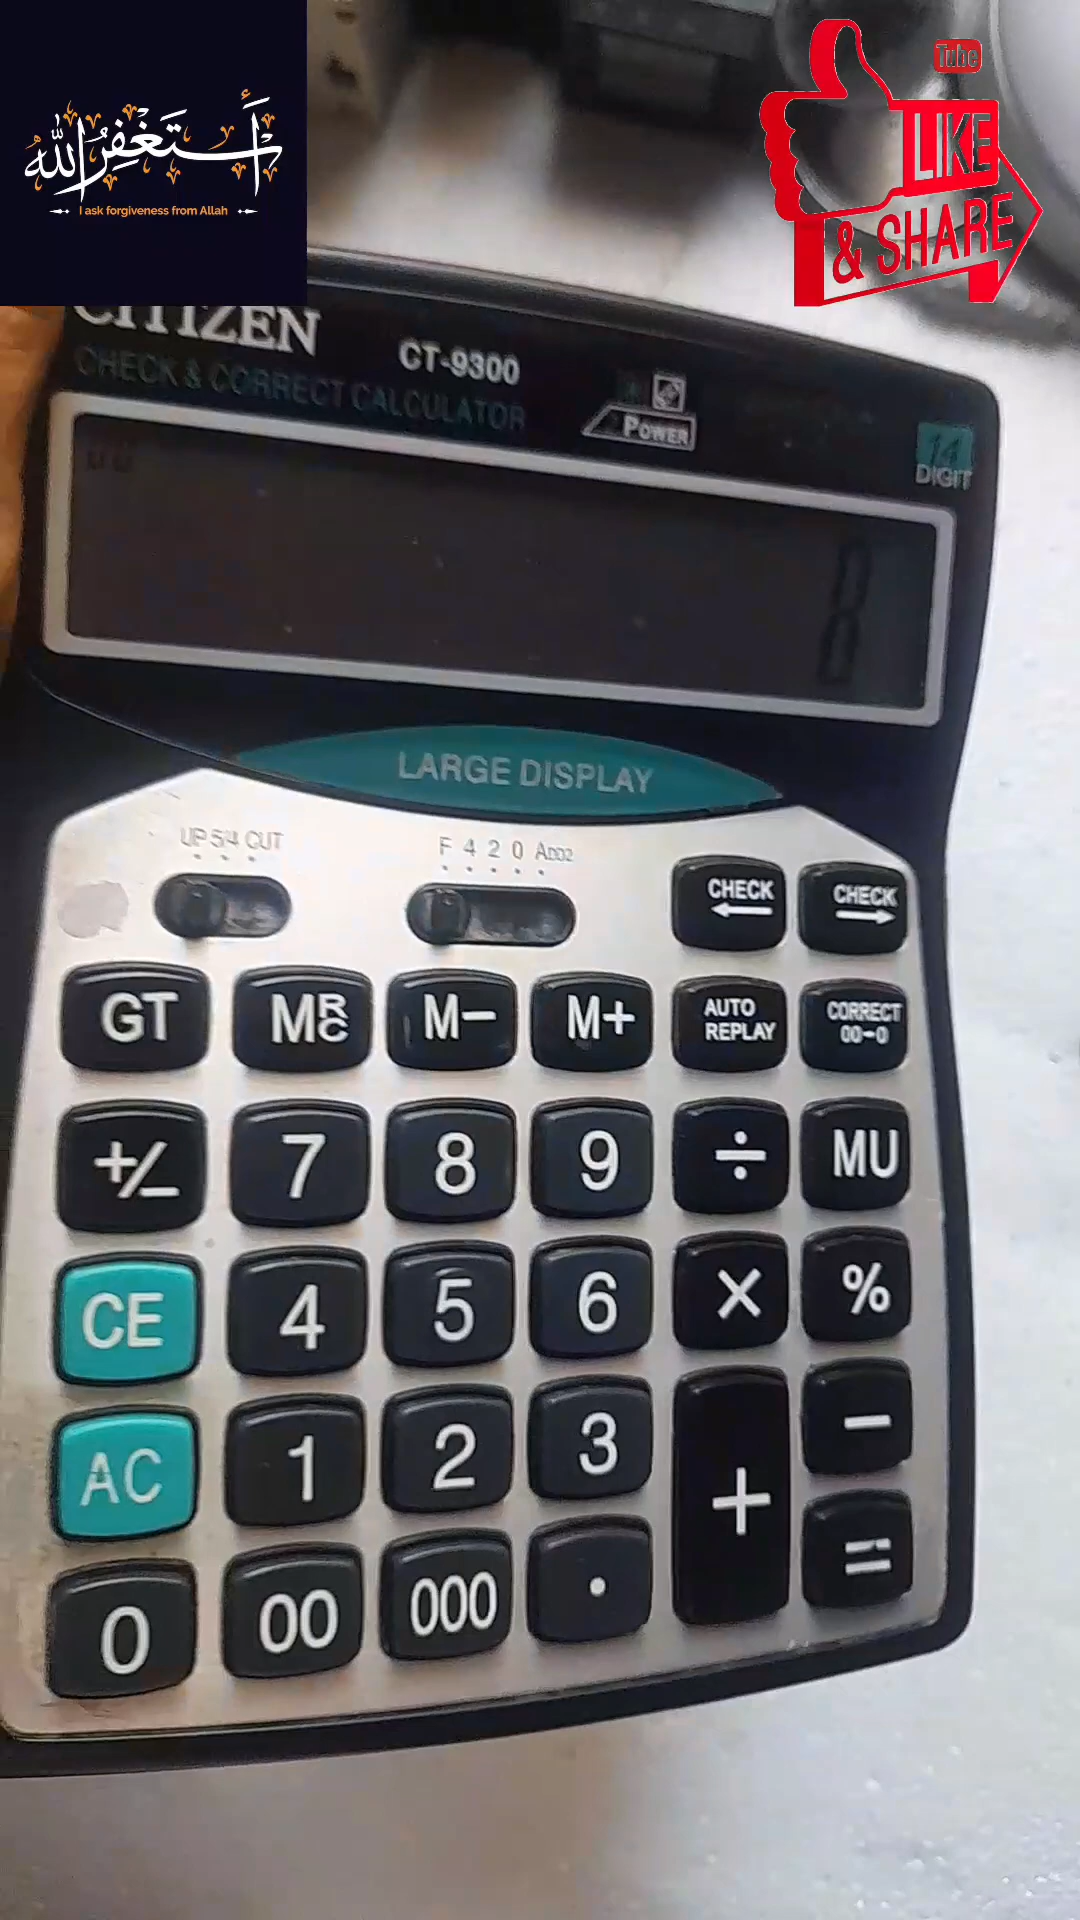 أَسْتَغْفِرُ الله
I ask forgiveness from Allah
Tube
LIKE
& SHARE
CITIZEN
CT-9300
CHECK & CORRECT CALCULATOR
POWER
14
DIGIT
0
LARGE DISPLAY
UP 5/4 CUT
F 4 2 0 ADD2
CHECK
CHECK
GT MRC M− M+ AUTO REPLAY CORRECT 00→0
+/− 7 8 9 ÷ MU
CE 4 5 6 × %
AC 1 2 3 + −
0 00 000 . =